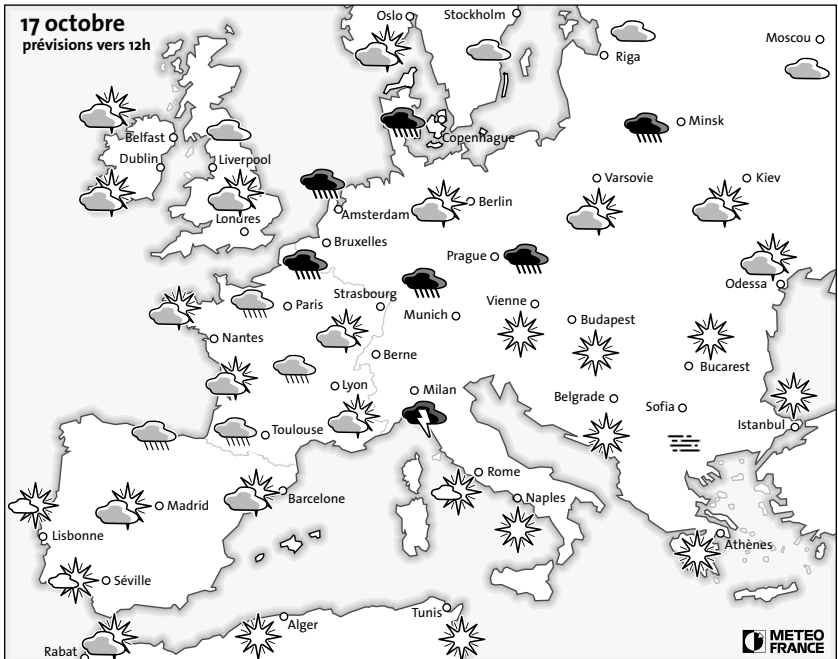 17 octobre
prévisions vers 12h
Oslo
Stockholm
Riga
Moscou
Minsk
Copenhague
Belfast
Dublin
Liverpool
Londres
Amsterdam
Berlin
Varsovie
Kiev
Bruxelles
Prague
Odessa
Paris
Strasbourg
Munich
Vienne
Budapest
Nantes
Berne
Bucarest
Lyon
Milan
Belgrade
Sofia
Toulouse
Istanbul
Rome
Barcelone
Naples
Madrid
Lisbonne
Athènes
Séville
Tunis
Alger
Rabat
METEO
FRANCE